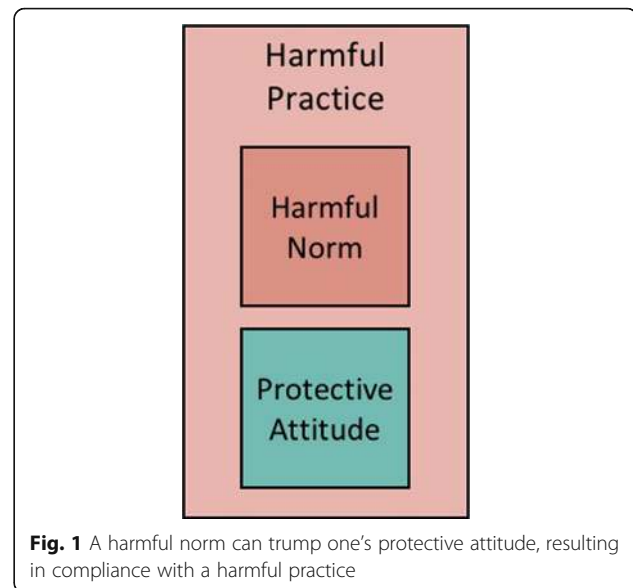 Harmful
Practice
Harmful
Norm
Protective
Attitude
Fig. 1 A harmful norm can trump one's protective attitude, resulting
in compliance with a harmful practice